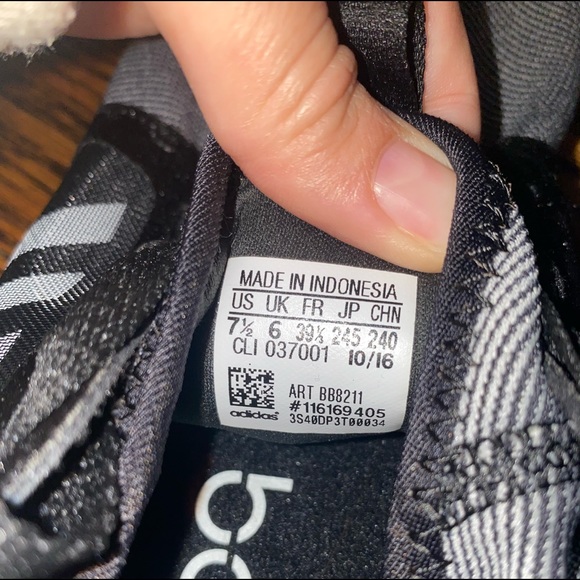 MADE IN INDONESIA
US UK FR JP CHN
7½ 6 39⅓ 245 240
CLI 037001 10/16
ART BB8211
#116169405
adidas 3S40DP3T00034